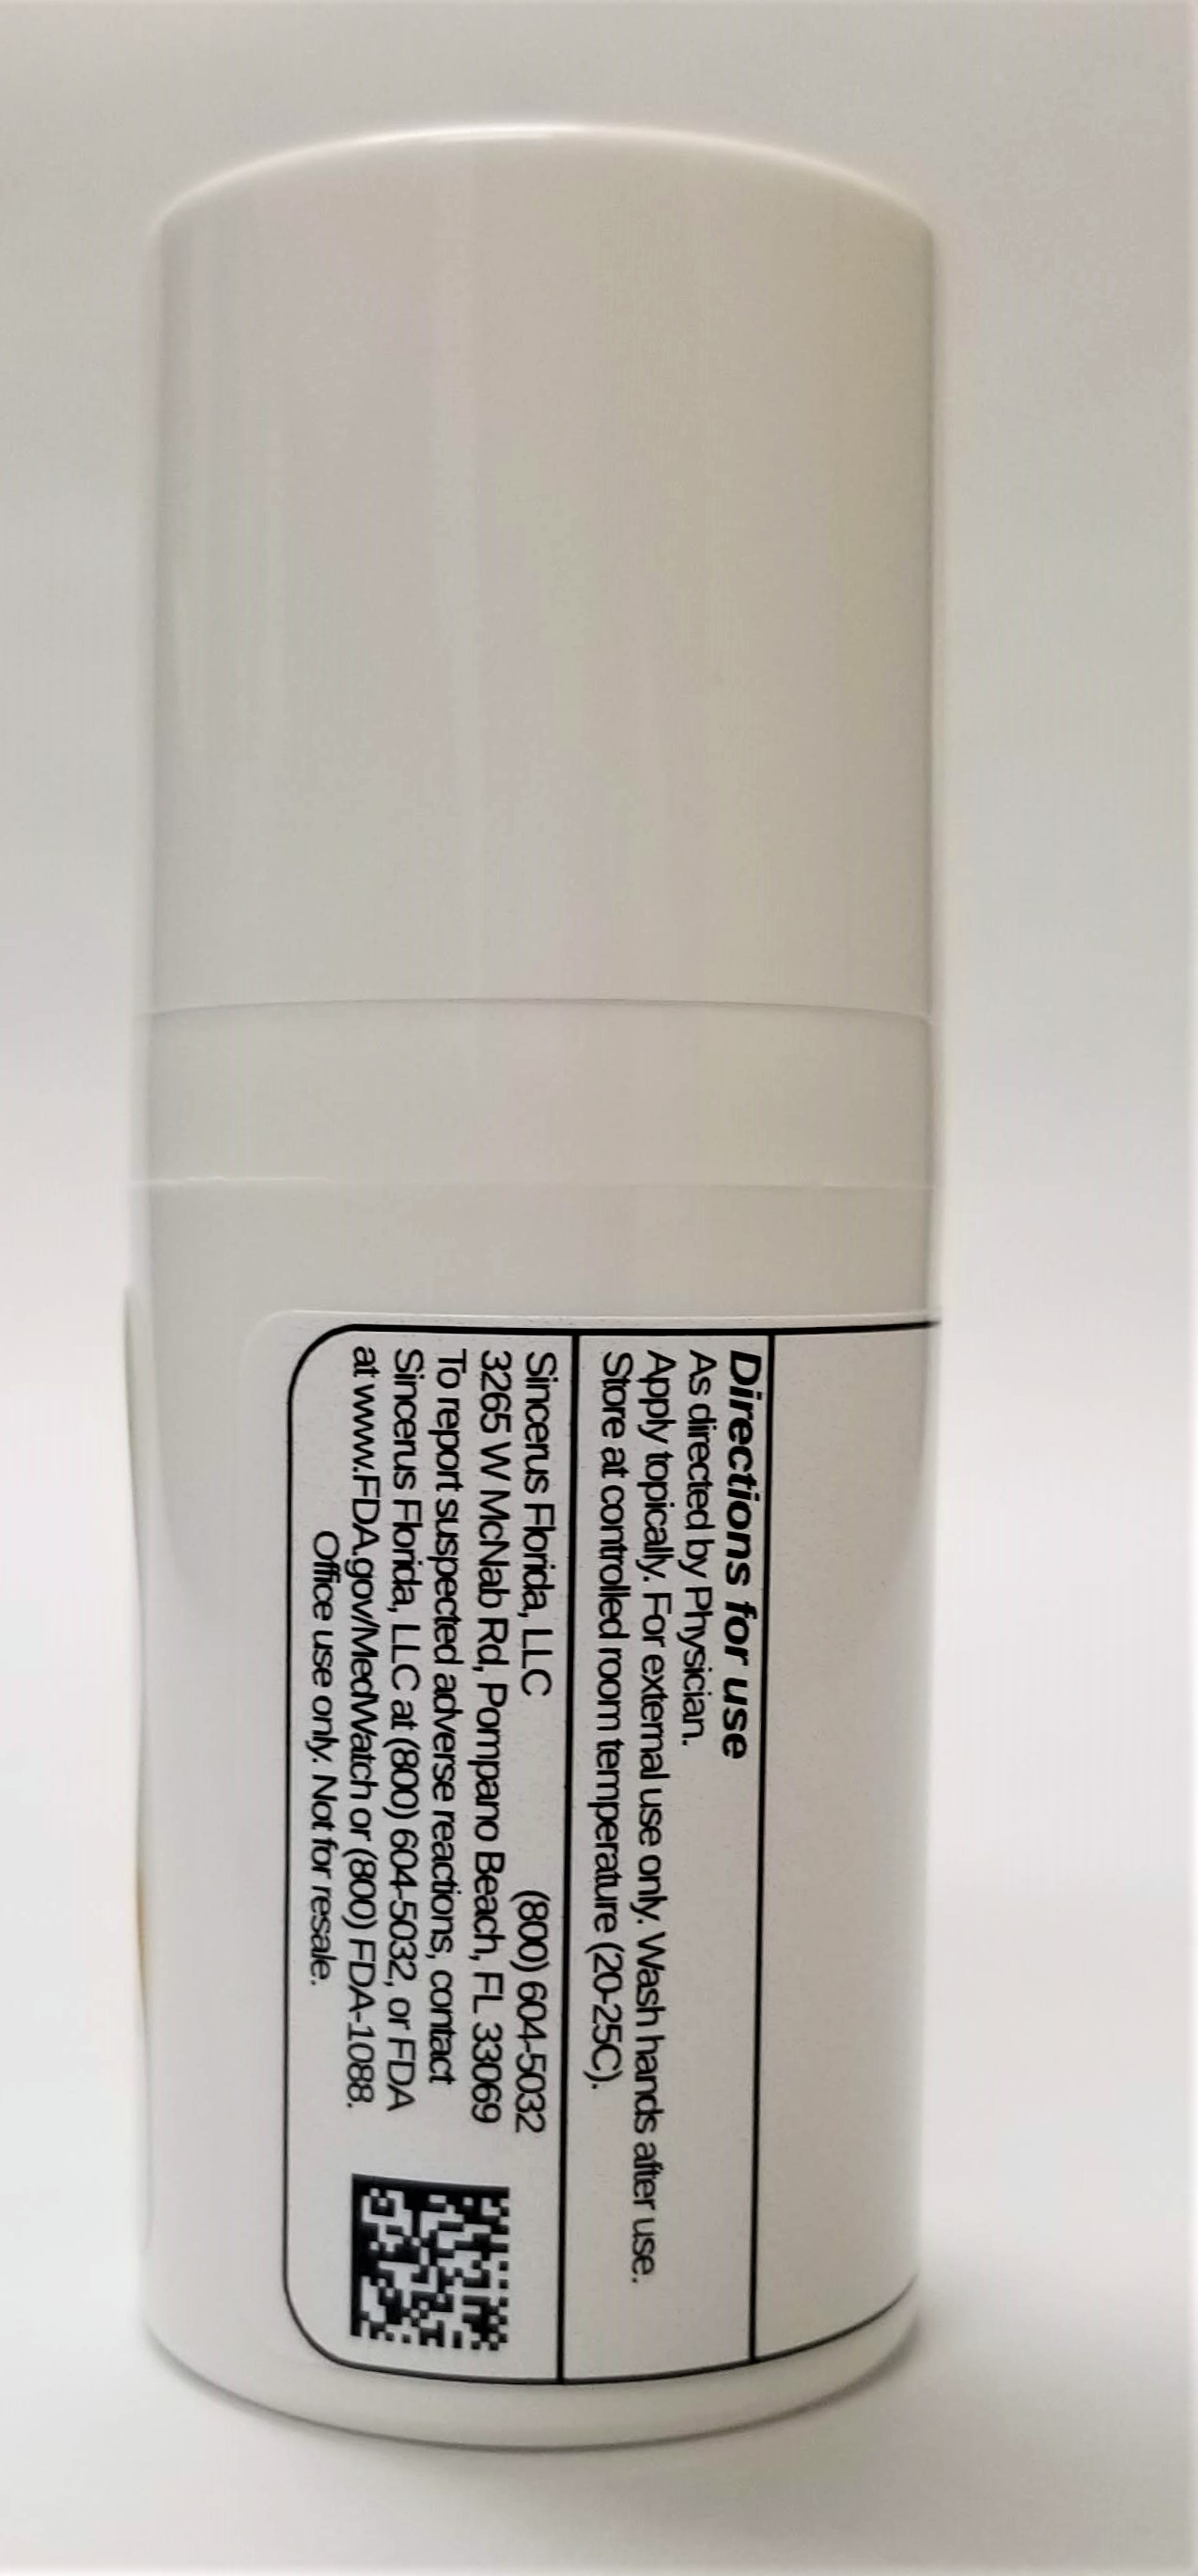 Directions for use
As directed by Physician.
Apply topically. For external use only. Wash hands after use.
Store at controlled room temperature (20-25C).
Sincerus Florida, LLC (800) 604-5032
3265 W McNab Rd, Pompano Beach, FL 33069
To report suspected adverse reactions, contact
Sincerus Florida, LLC at (800) 604-5032, or FDA
at www.FDA.gov/MedWatch or (800) FDA-1088.
Office use only. Not for resale.